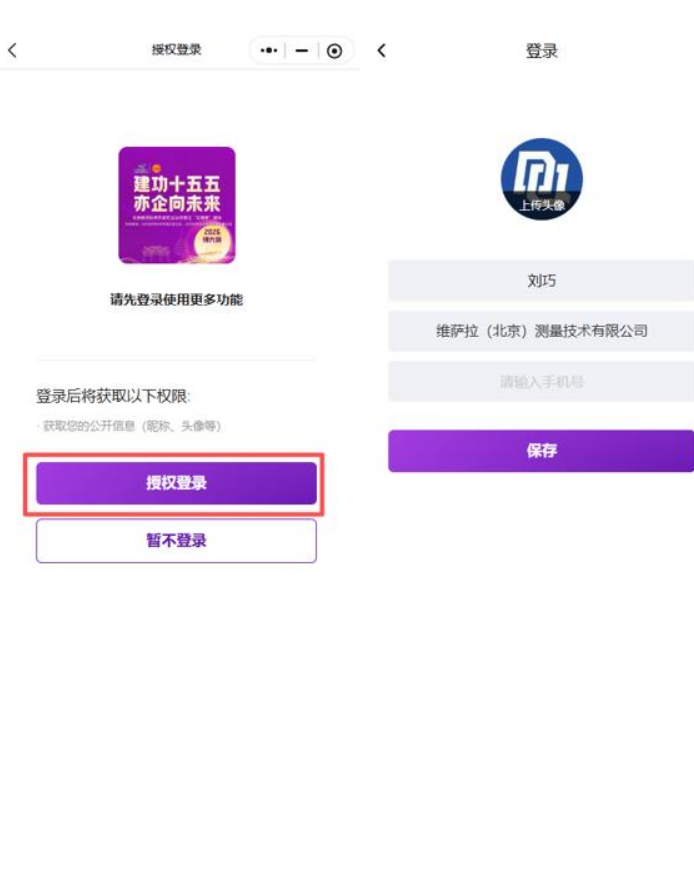 授权登录
建功十五五
亦企向未来
2026
请先登录使用更多功能
登录后将获取以下权限:
· 获取您的公开信息（昵称、头像等）
授权登录
暂不登录
登录
上传头像
刘巧
维萨拉（北京）测量技术有限公司
请输入手机号
保存